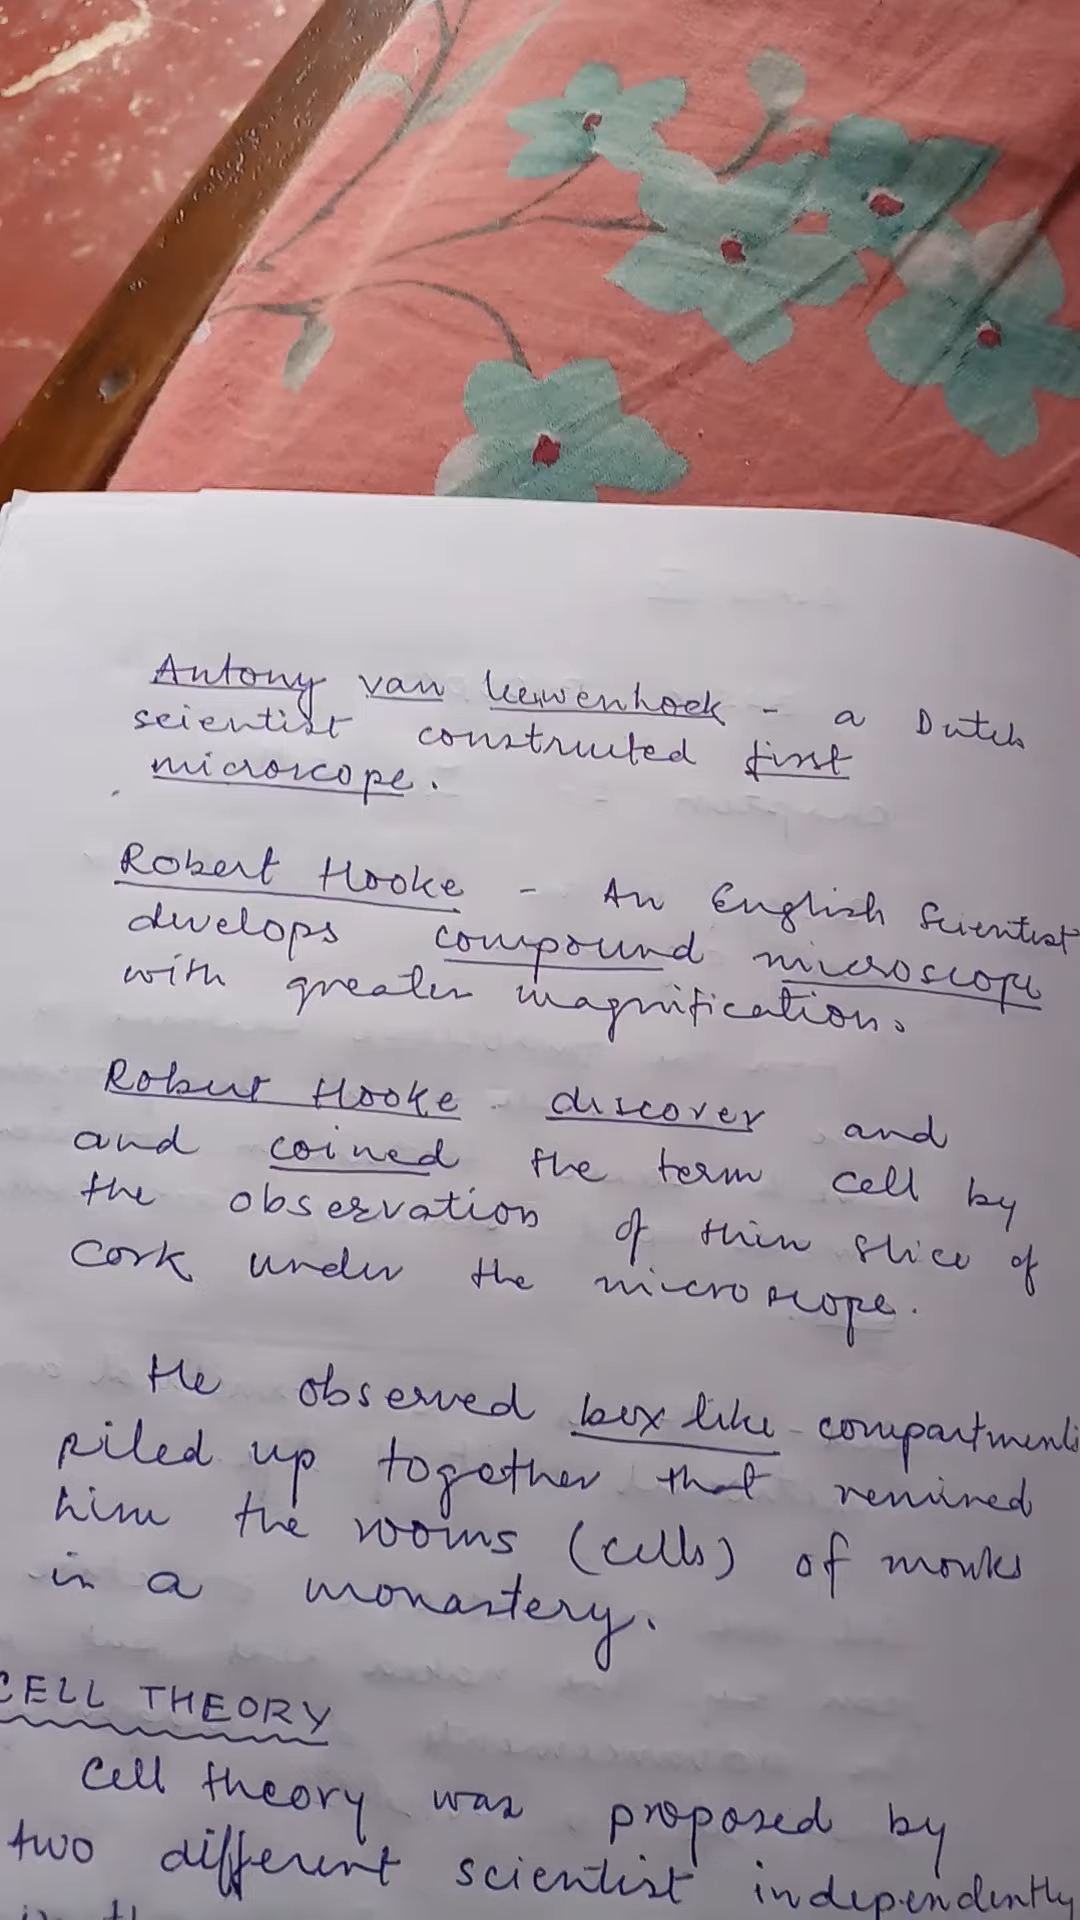 Antony van Leewenhoek - a Dutch
scientist constructed first
microscope.
Robert Hooke - An English Scientist
develops compound microscope
with greater magnification.
Robert Hooke - discover and
and coined the term cell by
the observation of thin slice of
cork under the microscope.
He observed box like compartments
piled up together that remined
him the rooms (cells) of monks
in a monastery.
CELL THEORY
Cell theory was proposed by
two different scientist independently